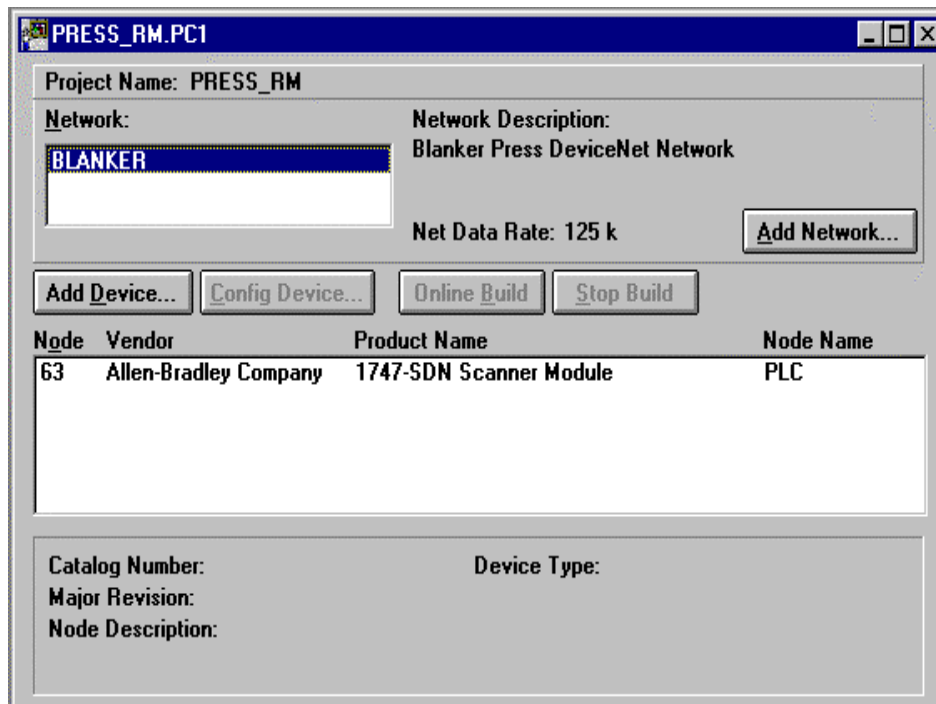 PRESS_RM.PC1
Project Name: PRESS_RM
Network:
Network Description:
BLANKER
Blanker Press DeviceNet Network
Net Data Rate: 125 k
Add Network...
Add Device... Config Device... Online Build Stop Build
Node Vendor Product Name Node Name
63 Allen-Bradley Company 1747-SDN Scanner Module PLC
Catalog Number: Device Type:
Major Revision:
Node Description: